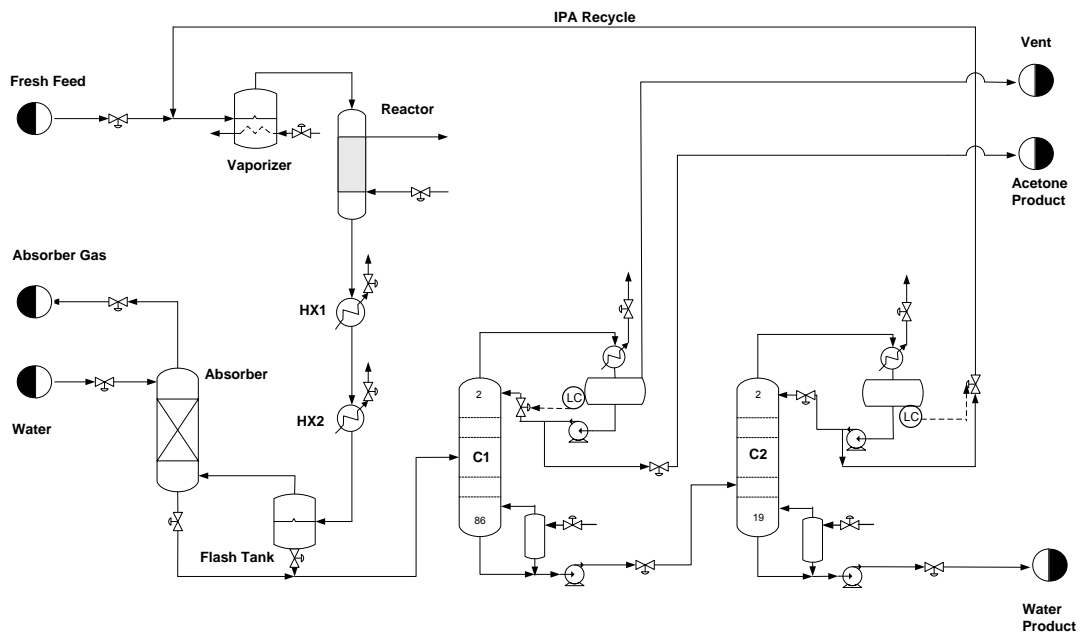 IPA Recycle
Vent
Fresh Feed
Reactor
Vaporizer
Acetone
Product
Absorber Gas
HX1
Absorber
Water
HX2
2
LC
2
LC
C1
C2
86
19
Flash Tank
Water
Product